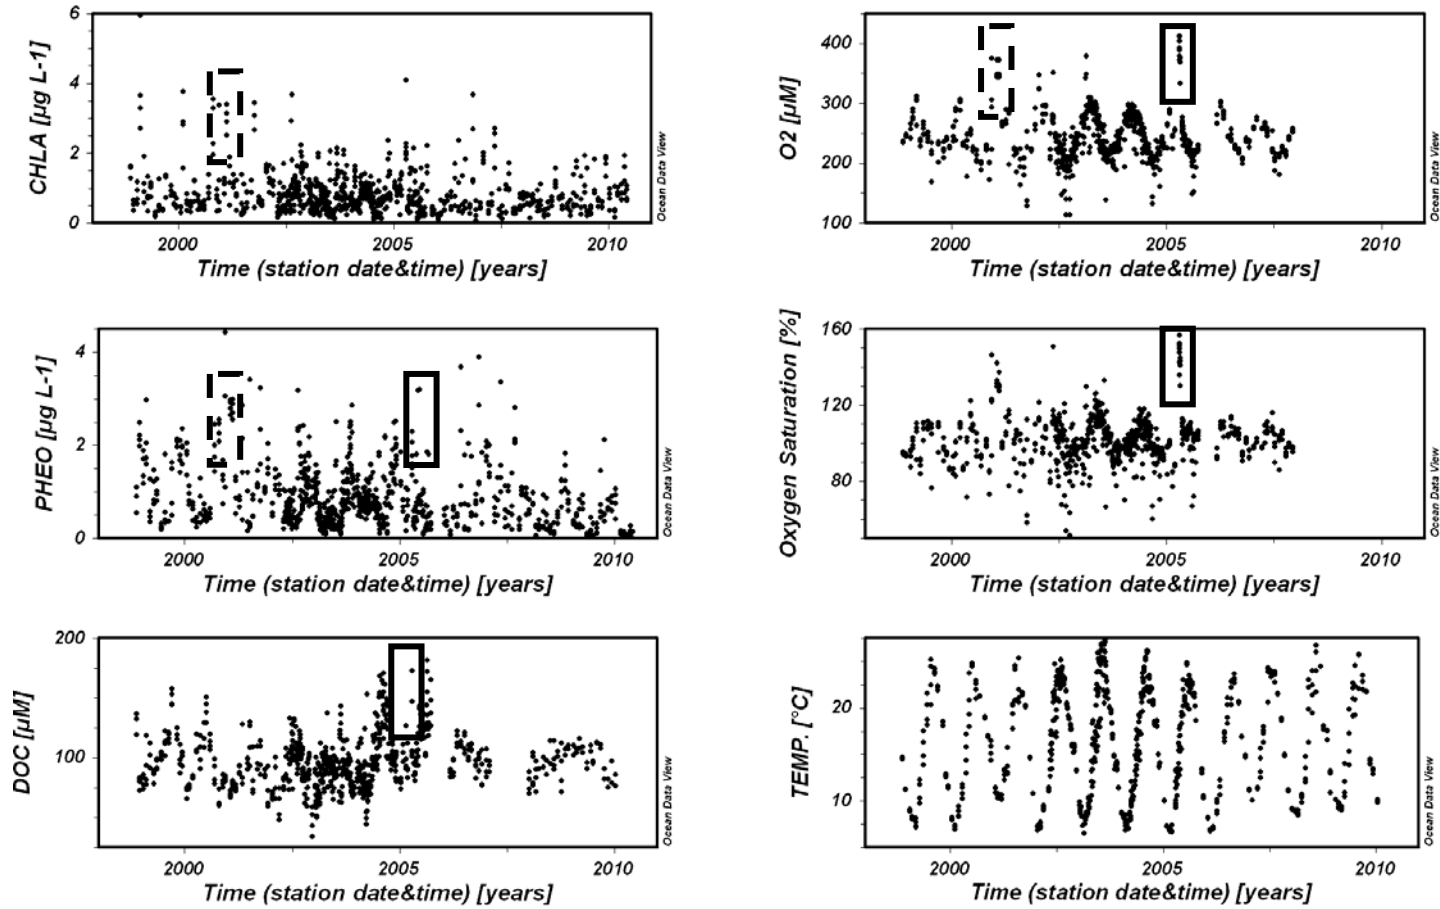 CHLA [µg L-1]
6
4
2
0
2000 2005 2010
Time (station date&time) [years]
Ocean Data View
O2 [µM]
400
300
200
100
2000 2005 2010
Time (station date&time) [years]
Ocean Data View
PHEO [µg L-1]
4
2
0
2000 2005 2010
Time (station date&time) [years]
Ocean Data View
Oxygen Saturation [%]
160
120
80
2000 2005 2010
Time (station date&time) [years]
Ocean Data View
DOC [µM]
200
100
2000 2005 2010
Time (station date&time) [years]
Ocean Data View
TEMP. [°C]
20
10
2000 2005 2010
Time (station date&time) [years]
Ocean Data View